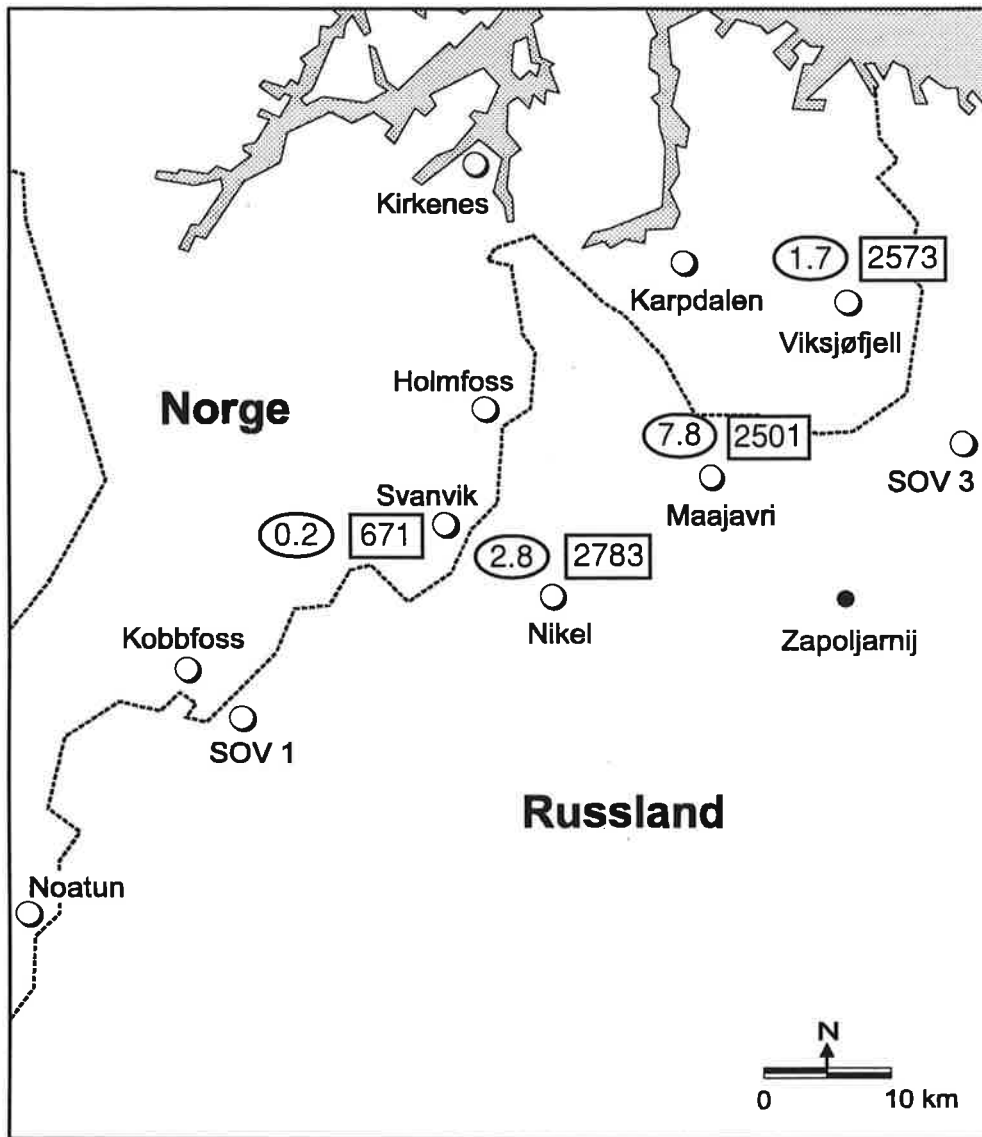 Kirkenes
1.7 2573
Karpdalen
Viksjøfjell
Holmfoss
Norge
7.8 2501
SOV 3
Maajavri
Svanvik
0.2 671
2.8 2783
Nikel
Zapoljarnij
Kobbfoss
SOV 1
Russland
Noatun
N
0 10 km